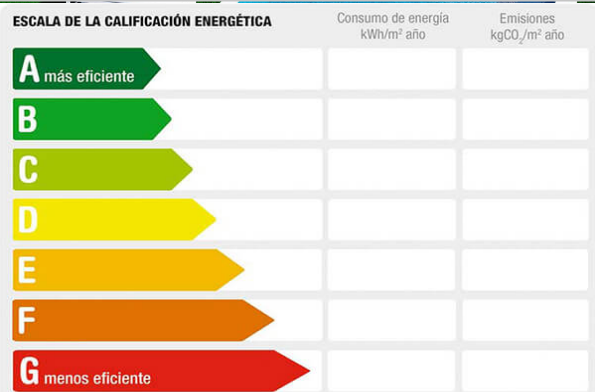 ESCALA DE LA CALIFICACIÓN ENERGÉTICA
Consumo de energía
kWh/m² año
Emisiones
kgCO₂/m² año
A más eficiente
B
C
D
E
F
G menos eficiente